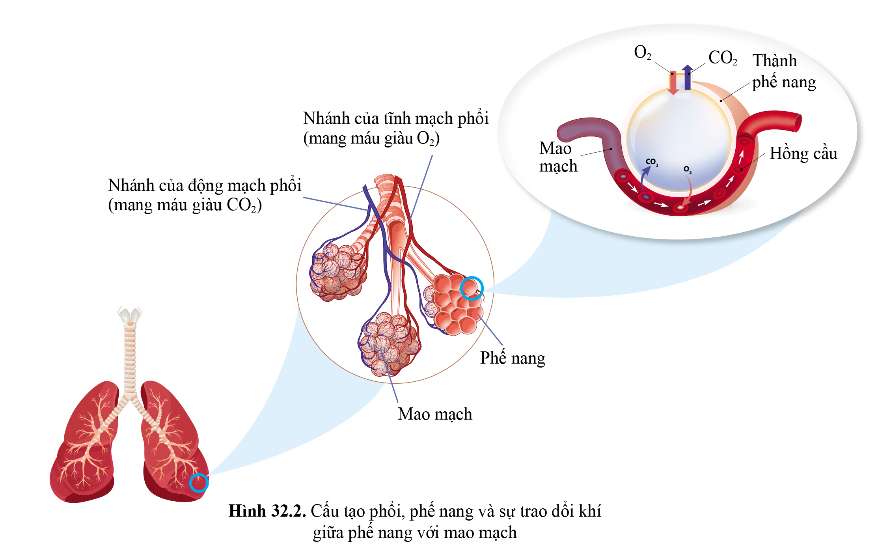 O₂
CO₂
Thành
phế nang
Mao
mạch
Hồng cầu
CO₂
O₂
Nhánh của tĩnh mạch phổi
(mang máu giàu O₂)
Nhánh của động mạch phổi
(mang máu giàu CO₂)
Phế nang
Mao mạch
Hình 32.2. Cấu tạo phổi, phế nang và sự trao dổi khí
giữa phế nang với mao mạch